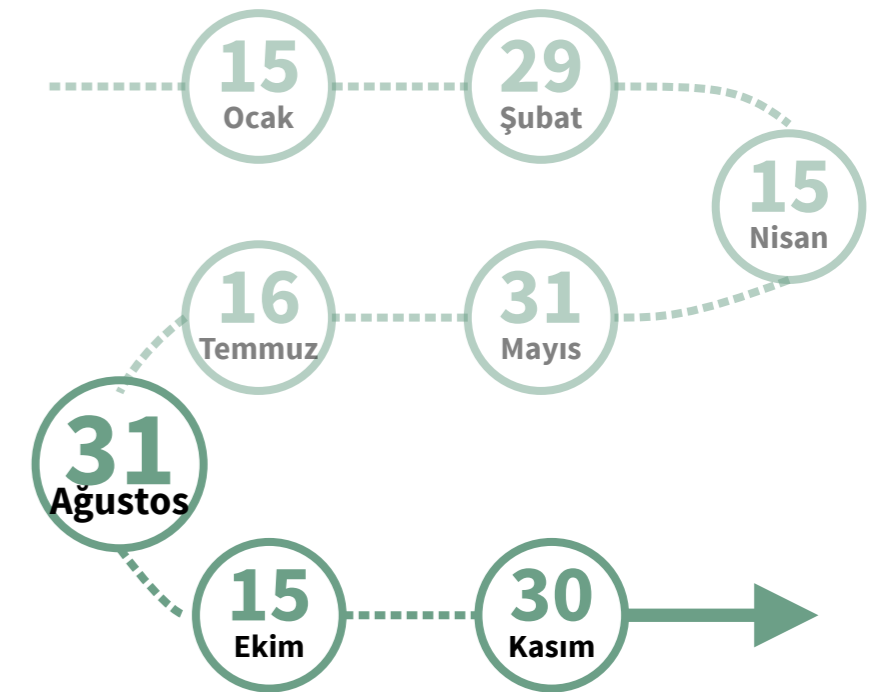 15
Ocak
29
Şubat
15
Nisan
31
Mayıs
16
Temmuz
31
Ağustos
15
Ekim
30
Kasım